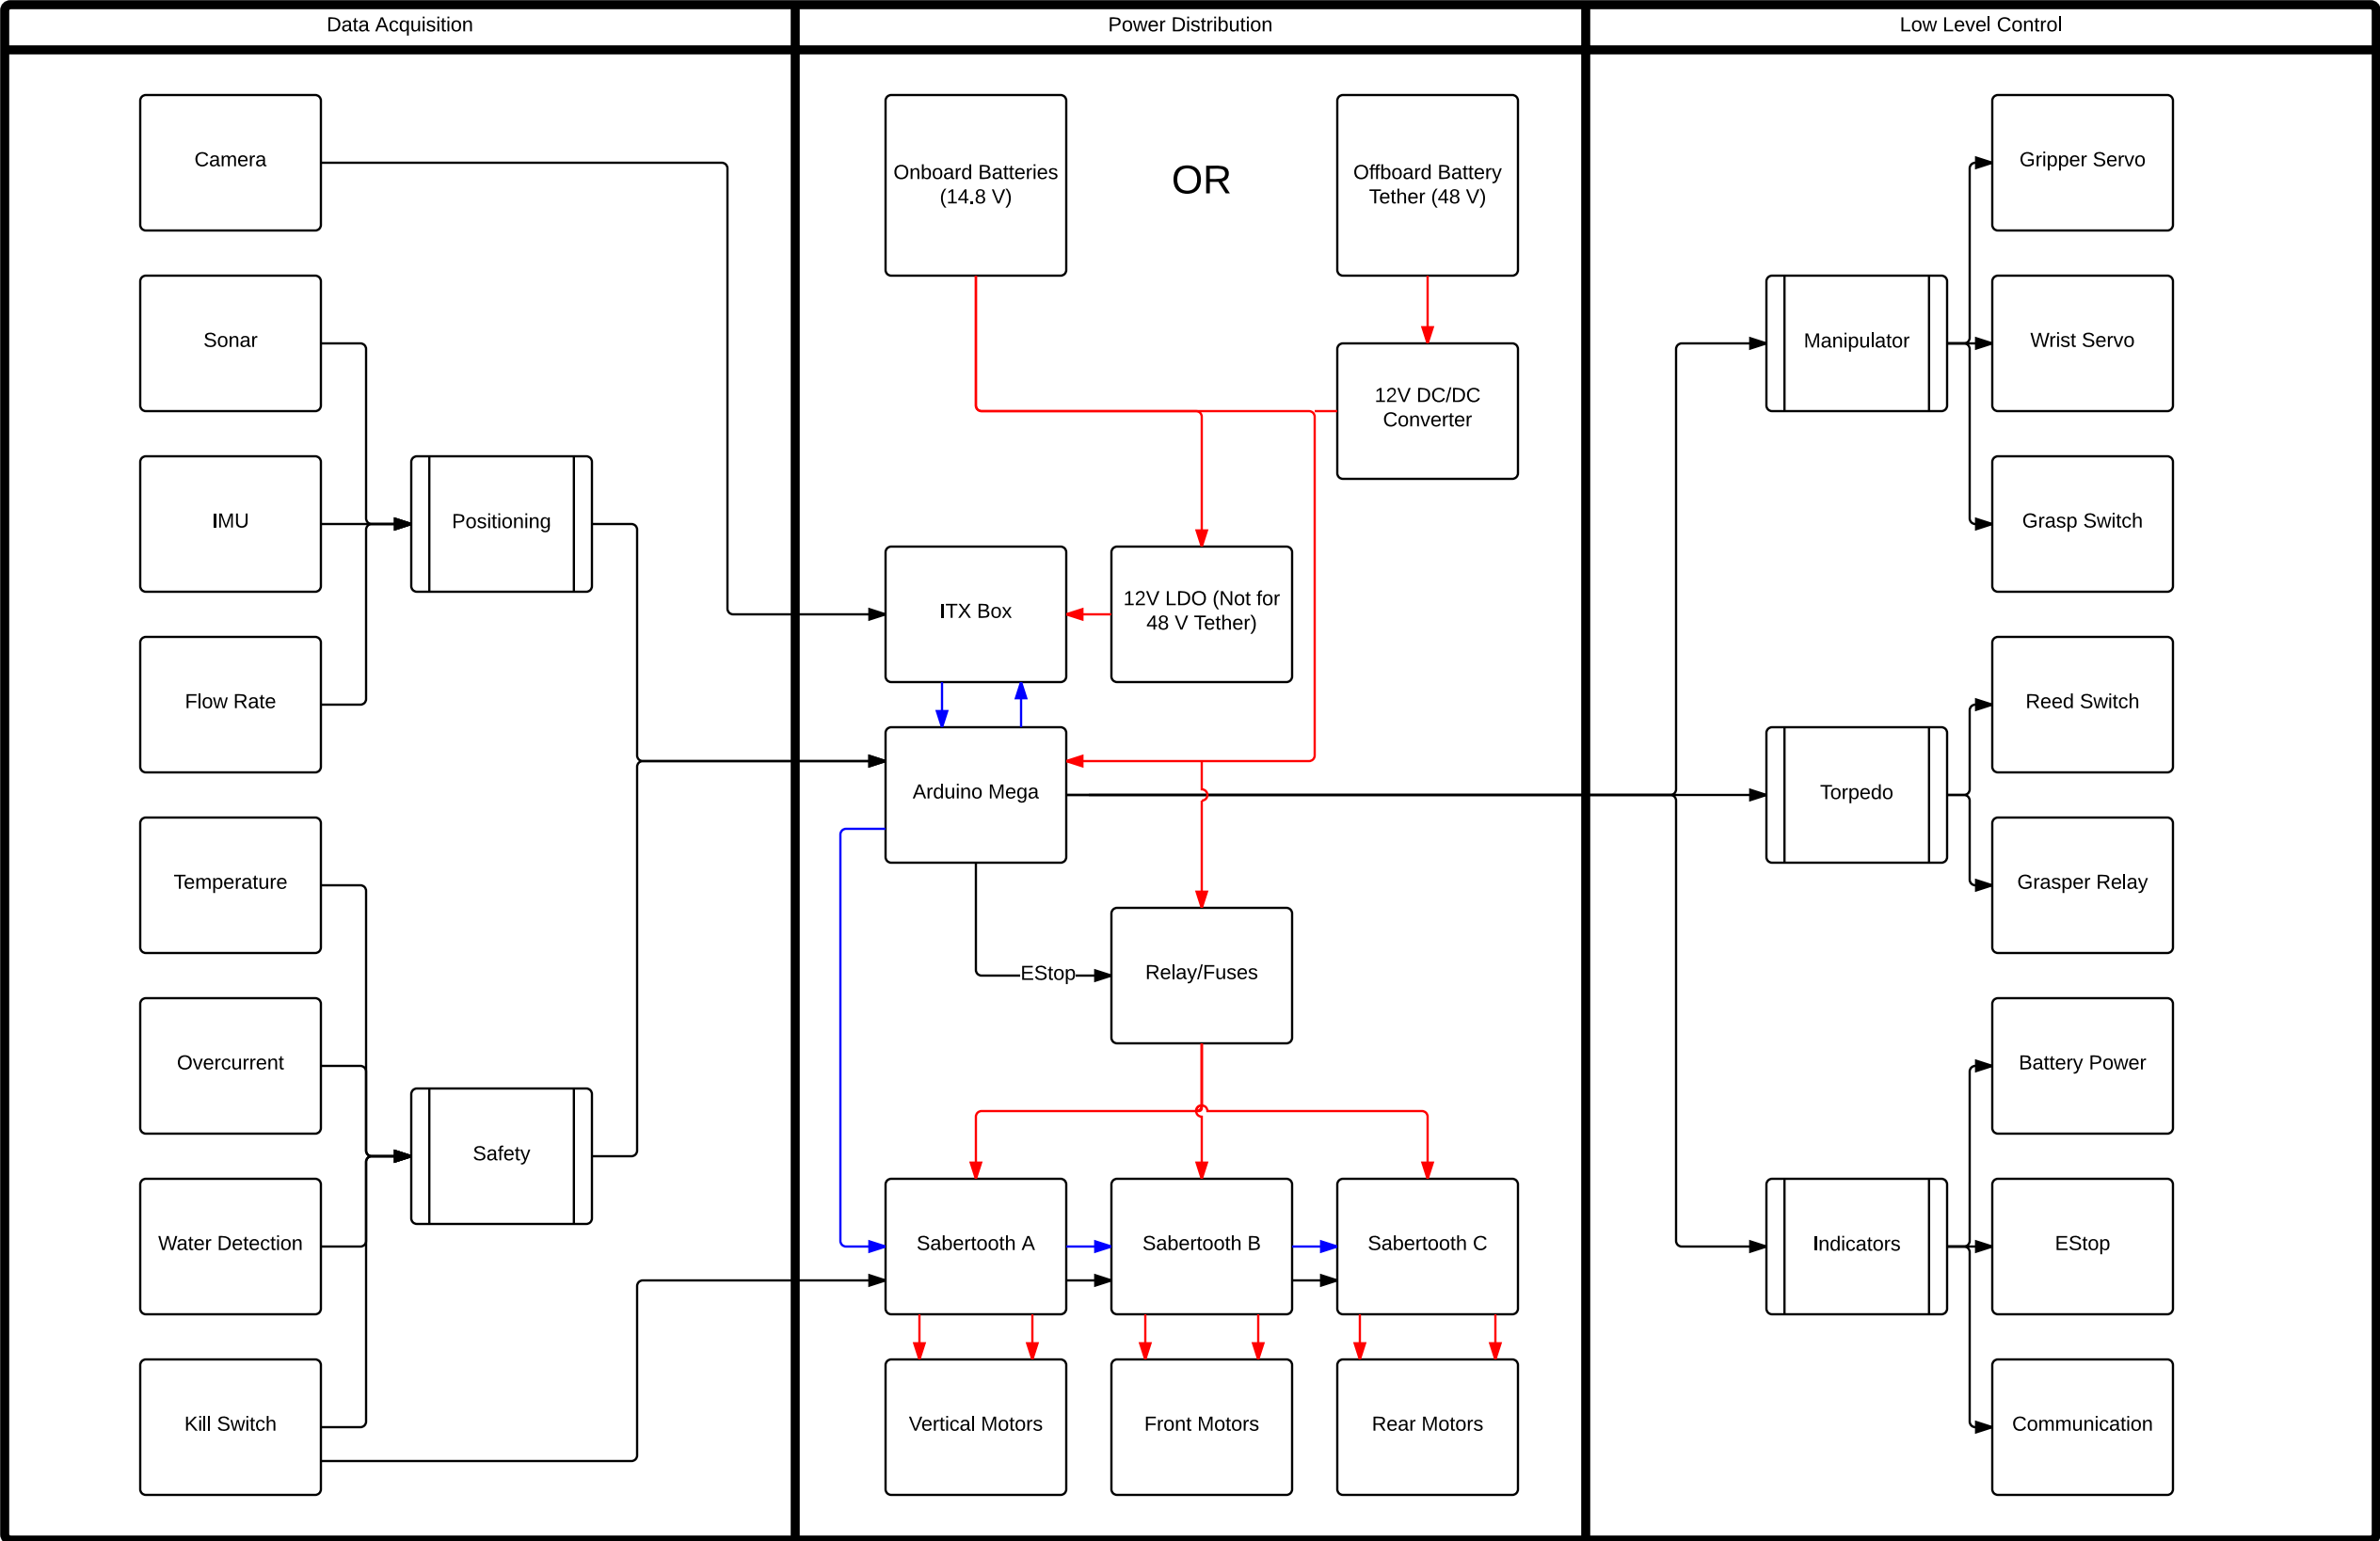 Data Acquisition
Power Distribution
Low Level Control
Camera
Sonar
IMU
Flow Rate
Temperature
Overcurrent
Water Detection
Kill Switch
Positioning
Safety
Onboard Batteries
(14.8 V)
OR
Offboard Battery
Tether (48 V)
12V DC/DC
Converter
ITX Box
12V LDO (Not for
48 V Tether)
Arduino Mega
EStop
Relay/Fuses
Sabertooth A
Sabertooth B
Sabertooth C
Vertical Motors
Front Motors
Rear Motors
Manipulator
Torpedo
Indicators
Gripper Servo
Wrist Servo
Grasp Switch
Reed Switch
Grasper Relay
Battery Power
EStop
Communication